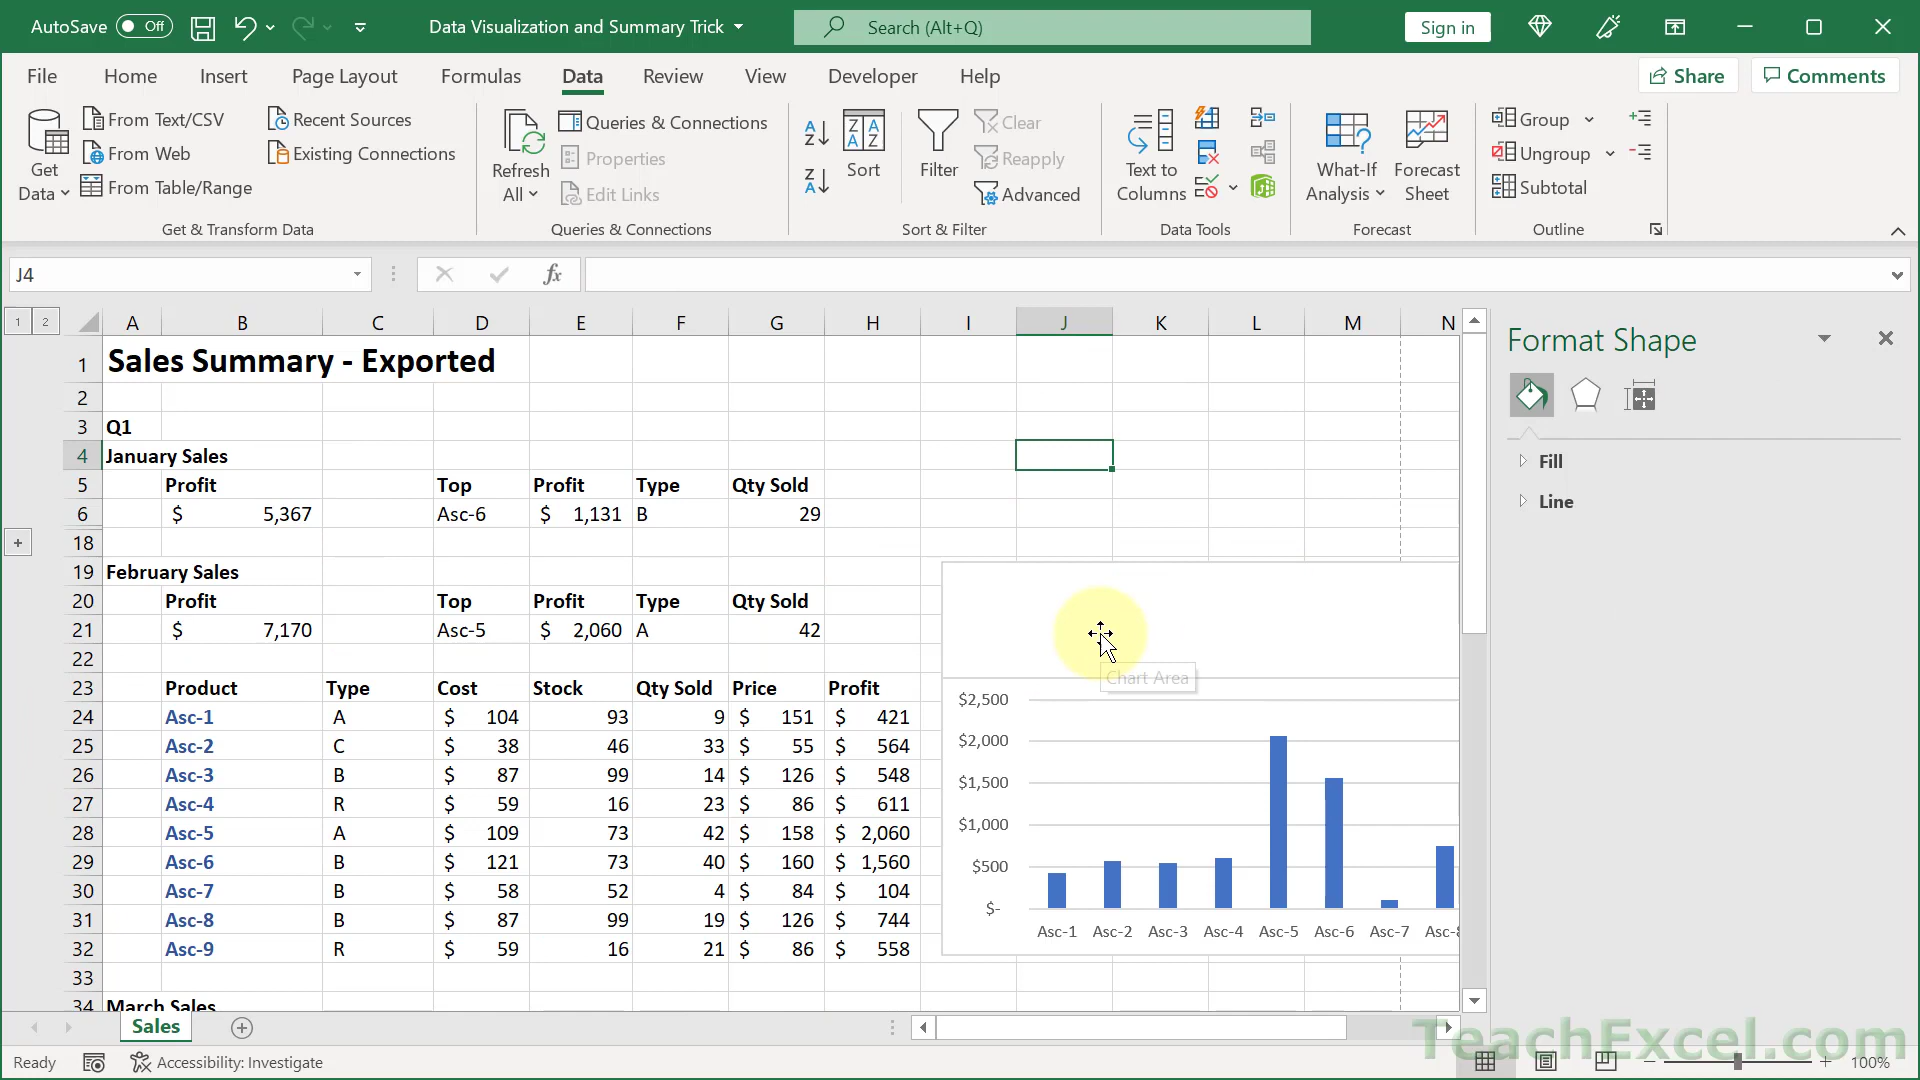 AutoSave Off Data Visualization and Summary Trick Search (Alt+Q) Sign in
File Home Insert Page Layout Formulas Data Review View Developer Help Share Comments
Get Data
From Text/CSV
From Web
From Table/Range
Recent Sources
Existing Connections
Get & Transform Data
Refresh All
Queries & Connections
Properties
Edit Links
Queries & Connections
Sort
Filter
Clear
Reapply
Advanced
Sort & Filter
Text to Columns
Data Tools
What-If Analysis
Forecast Sheet
Forecast
Group
Ungroup
Subtotal
Outline
J4 fx
1 2 A B C D E F G H I J K L M N
1 Sales Summary - Exported
2
3 Q1
4 January Sales
5 Profit Top Profit Type Qty Sold
6 $ 5,367 Asc-6 $ 1,131 B 29
18
19 February Sales
20 Profit Top Profit Type Qty Sold
21 $ 7,170 Asc-5 $ 2,060 A 42
22
23 Product Type Cost Stock Qty Sold Price Profit
24 Asc-1 A $ 104 93 9 $ 151 $ 421
25 Asc-2 C $ 38 46 33 $ 55 $ 564
26 Asc-3 B $ 87 99 14 $ 126 $ 548
27 Asc-4 R $ 59 16 23 $ 86 $ 611
28 Asc-5 A $ 109 73 42 $ 158 $ 2,060
29 Asc-6 B $ 121 73 40 $ 160 $ 1,560
30 Asc-7 B $ 58 52 4 $ 84 $ 104
31 Asc-8 B $ 87 99 19 $ 126 $ 744
32 Asc-9 R $ 59 16 21 $ 86 $ 558
33
34 March Sales
Chart Area
$2,500
$2,000
$1,500
$1,000
$500
$-
Asc-1 Asc-2 Asc-3 Asc-4 Asc-5 Asc-6 Asc-7 Asc-8
Format Shape
Fill
Line
Sales
TeachExcel.com
Ready Accessibility: Investigate 100%